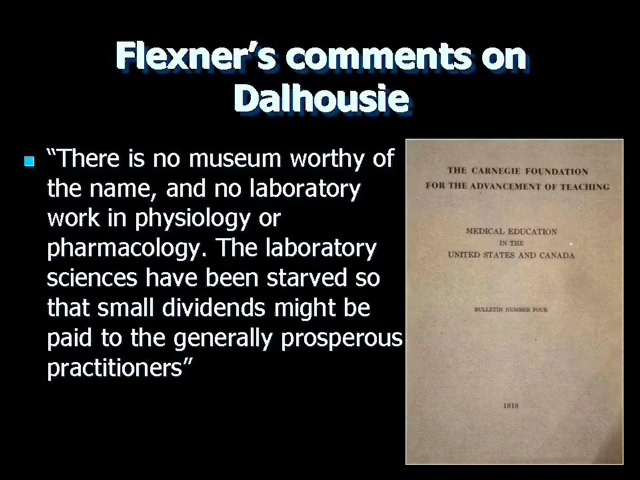 Flexner’s comments on
Dalhousie
“There is no museum worthy of
the name, and no laboratory
work in physiology or
pharmacology. The laboratory
sciences have been starved so
that small dividends might be
paid to the generally prosperous
practitioners”
THE CARNEGIE FOUNDATION
FOR THE ADVANCEMENT OF TEACHING
MEDICAL EDUCATION
IN THE
UNITED STATES AND CANADA
BULLETIN NUMBER FOUR
1910